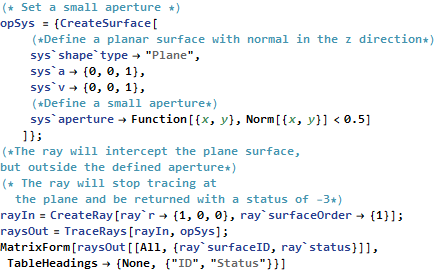 (* Set a small aperture *)
opSys = {CreateSurface[
(*Define a planar surface with normal in the z direction*)
sys`shape`type → "Plane",
sys`a → {0, 0, 1},
sys`v → {0, 0, 1},
(*Define a small aperture*)
sys`aperture → Function[{x, y}, Norm[{x, y}] < 0.5]
]};
(*The ray will intercept the plane surface,
but outside the defined aperture*)
(* The ray will stop tracing at
the plane and be returned with a status of -3*)
rayIn = CreateRay[ray`r → {1, 0, 0}, ray`surfaceOrder → {1}];
raysOut = TraceRays[rayIn, opSys];
MatrixForm[raysOut[[All, {ray`surfaceID, ray`status}]],
TableHeadings → {None, {"ID", "Status"}}]